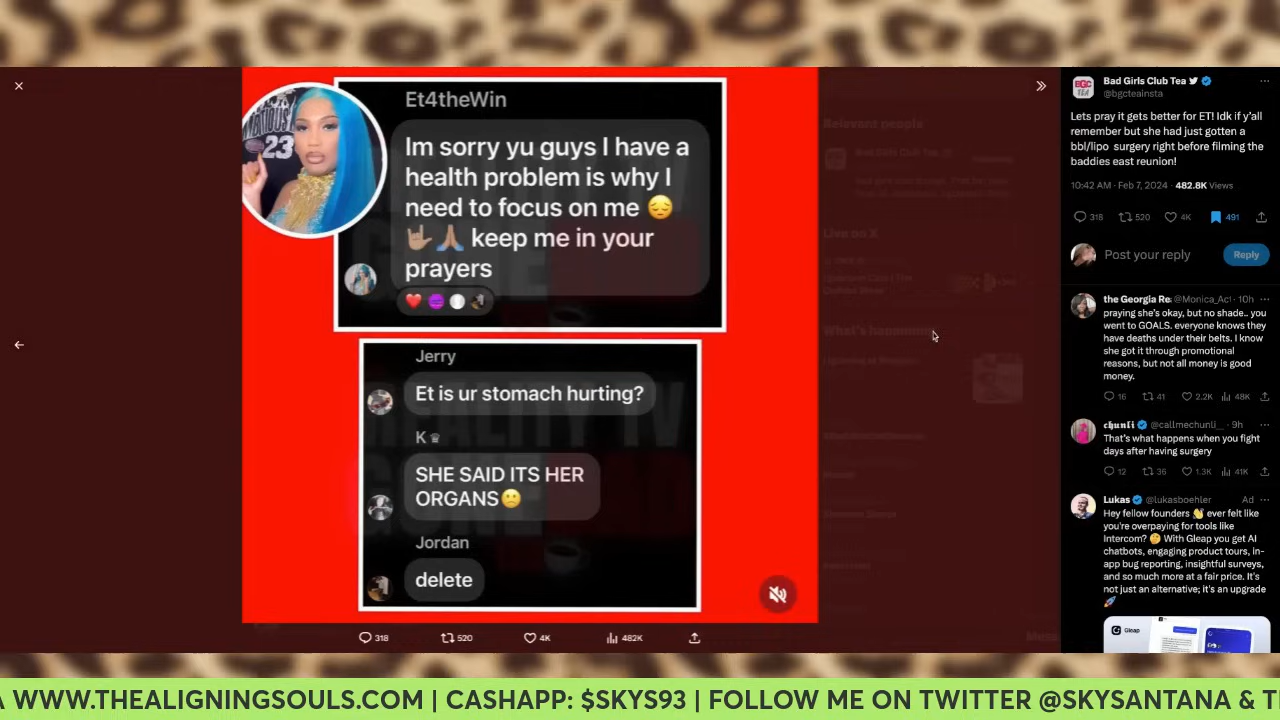 Et4theWin
Im sorry yu guys I have a
health problem is why I
need to focus on me 😔
🤟🏽🙏🏽 keep me in your
prayers
23
Jerry
Et is ur stomach hurting?
K ♕
SHE SAID ITS HER
ORGANS🙁
Jordan
delete
318
520
4K
482K
Relevant people
Live on X
What's happening
Bad Girls Club Tea
@bgcteainsta
Lets pray it gets better for ET! Idk if y'all
remember but she had just gotten a
bbl/lipo surgery right before filming the
baddies east reunion!
10:42 AM · Feb 7, 2024 · 482.8K Views
318 520 4K 491
Post your reply
Reply
the Georgia Re: @Monica_Act · 10h
praying she's okay, but no shade.. you
went to GOALS. everyone knows they
have deaths under their belts. I know
she got it through promotional
reasons, but not all money is good
money.
16 41 2.2K 48K
chunli @callmechunli_ · 9h
That's what happens when you fight
days after having surgery
12 36 1.3K 41K
Lukas @lukasboehler Ad
Hey fellow founders 👋 ever felt like
you're overpaying for tools like
Intercom? 🤔 With Gleap you get AI
chatbots, engaging product tours, in-
app bug reporting, insightful surveys,
and so much more at a fair price. It's
not just an alternative; it's an upgrade
🚀
Gleap
WWW.THEALIGNINGSOULS.COM | CASHAPP: $SKYS93 | FOLLOW ME ON TWITTER @SKYSANTANA &